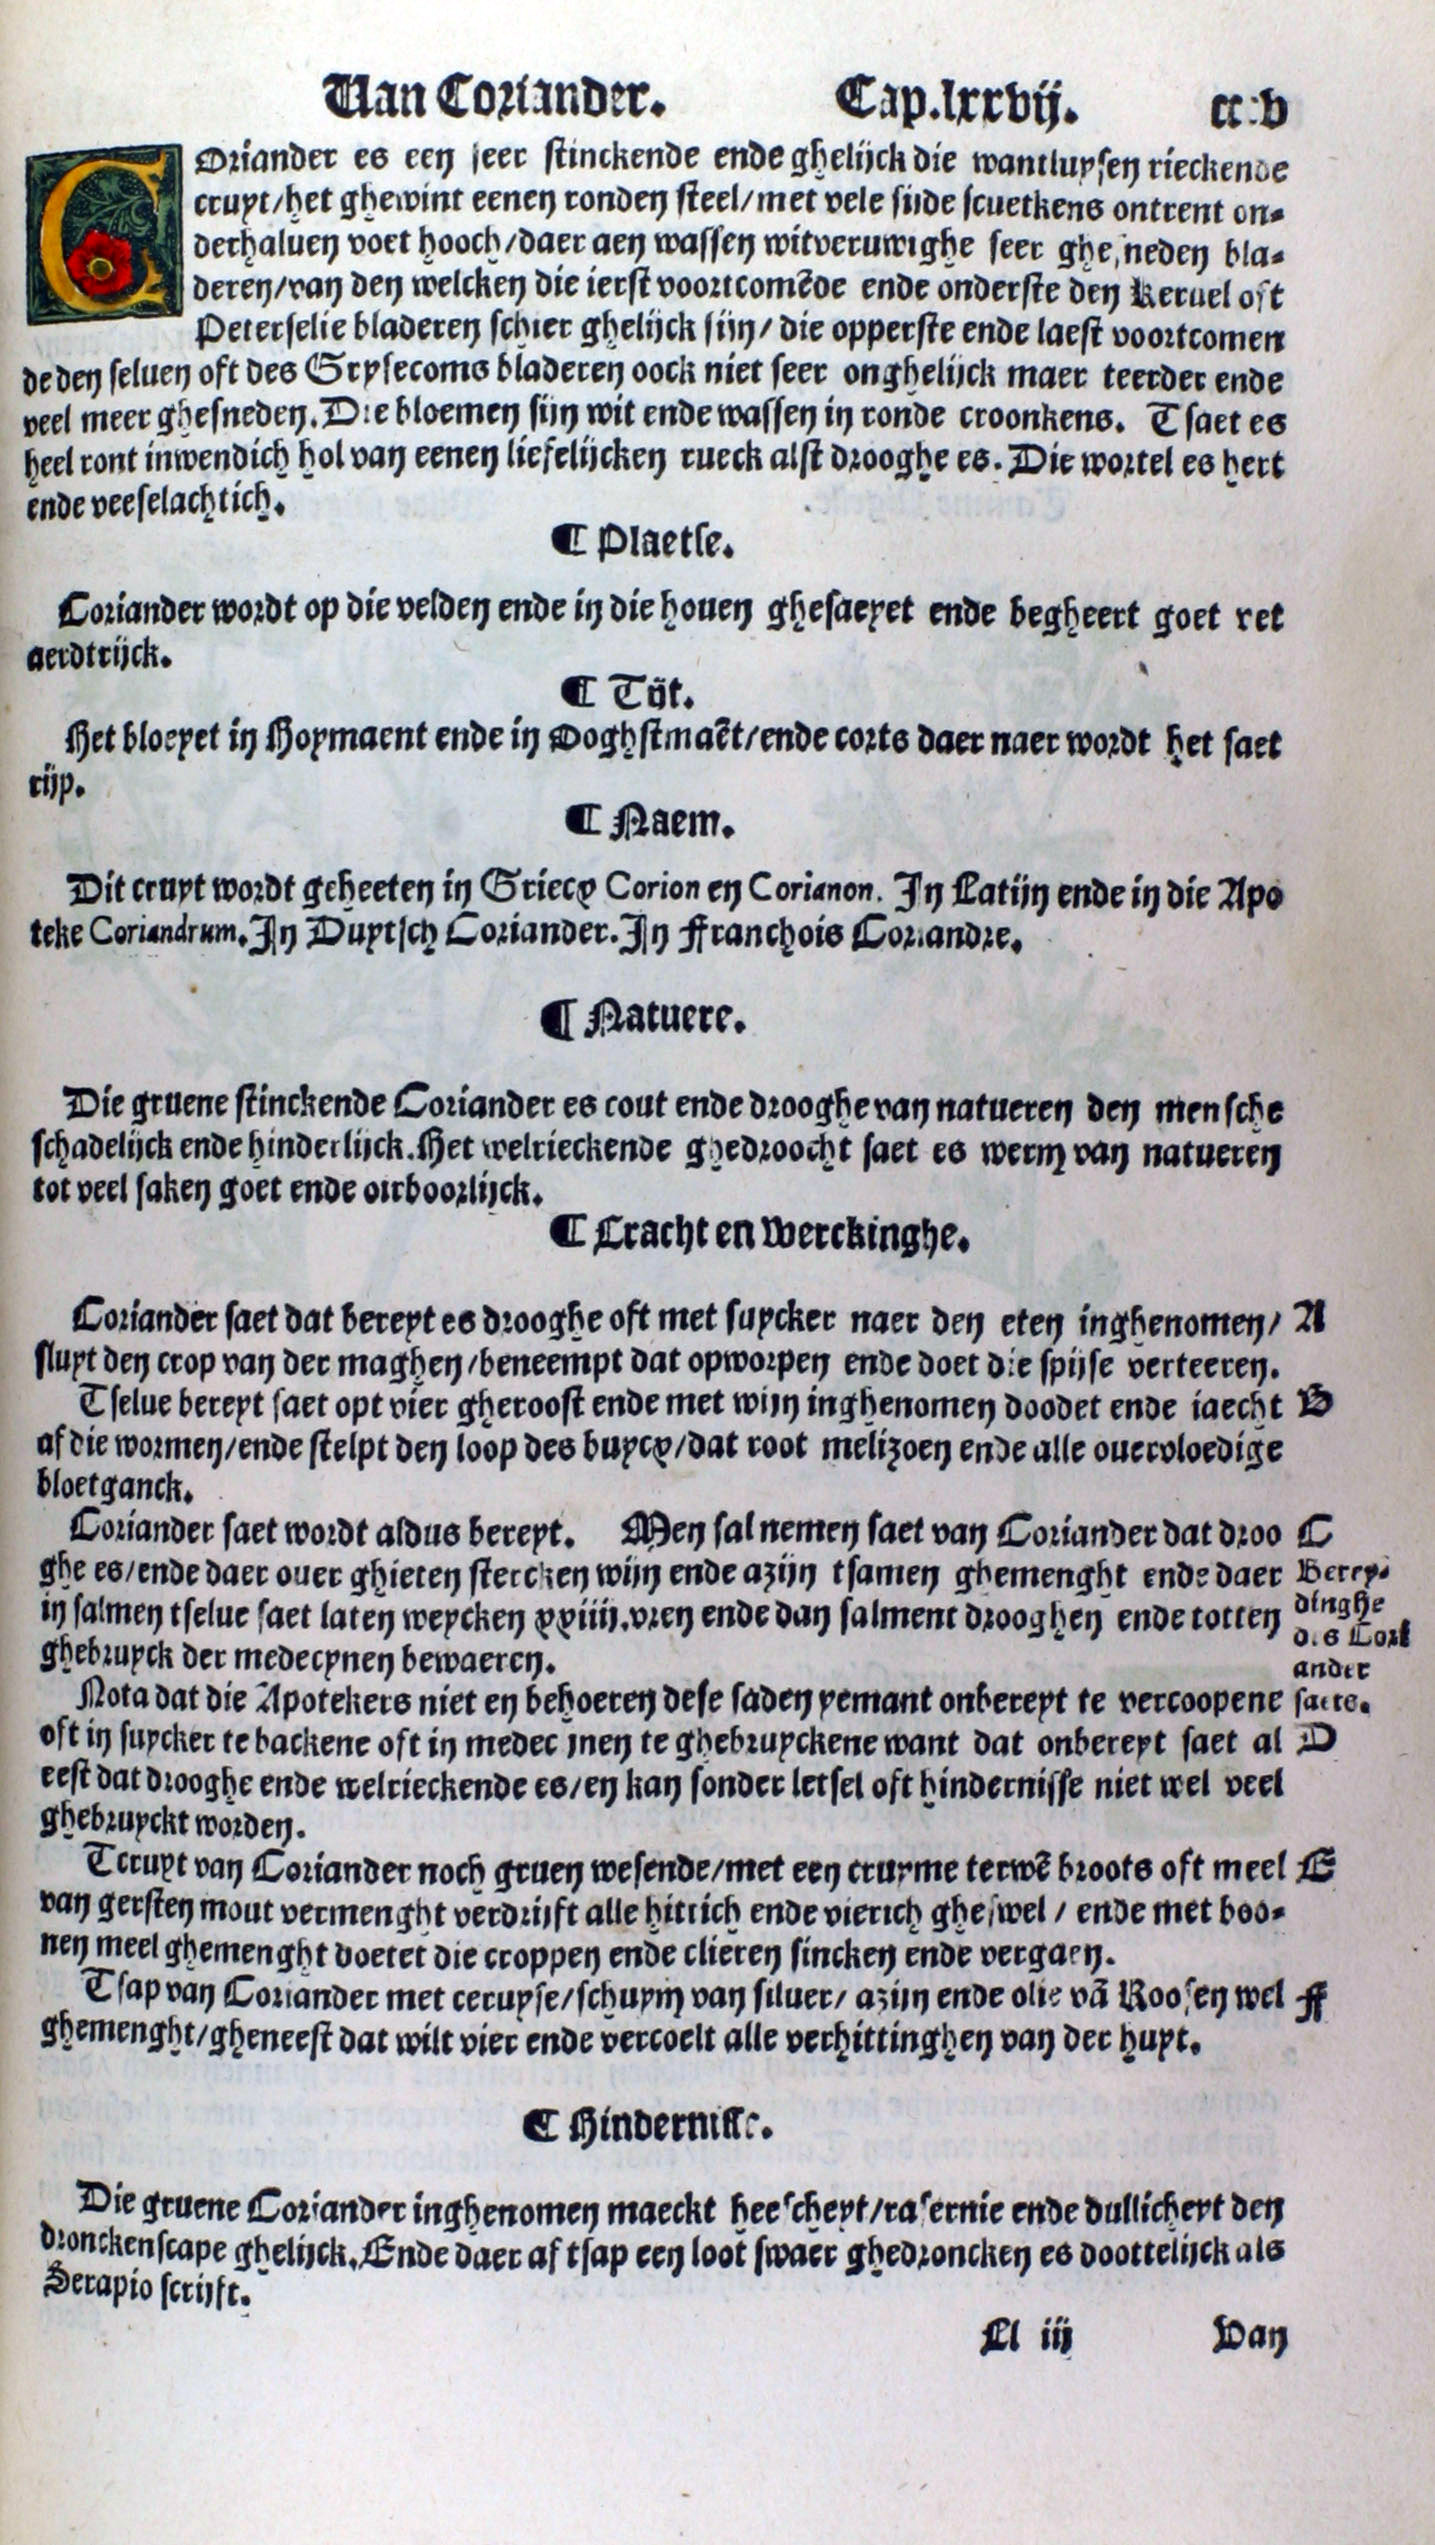 Van Coriander. Cap.lxxvij. cc:v
Coriander es een seer stinckende ende ghelijck die wantluysen rieckende
cruyt/het ghewint eenen ronden steel/met vele sijde scuetkens ontrent on-
derhaluen voet hooch/daer aen wassen witveruwighe seer ghesneden bla-
deren/van den welcken die ierst voortcomēde ende onderste den Keruel oft
Peterselie bladeren schier ghelijck sijn/ die opperste ende laest voortcomen
de den seluen oft des Grysecoms bladeren oock niet seer onghelijck maer teerder ende
veel meer ghesneden. Die bloemen sijn wit ende wassen in ronde croonkens. Tsaet es
heel ront inwendich hol van eenen liefelijcken rueck alst drooghe es. Die wortel es hert
ende veeselachtich.
¶ Plaetse.
Coriander wordt op die velden ende in die houen ghesaeyet ende begheert goet vet
aerdtrijck.
¶ Tijt.
Het bloeyet in Hoymaent ende in Ooghstmaēt/ende corts daer naer wordt het saet
rijp.
¶ Naem.
Dit cruyt wordt geheeten in Griecx Corion en Corianon. In Latijn ende in die Apo
teke Coriandrum. In Duytsch Coriander. In Franchois Coriandre.
¶ Natuere.
Die gruene stinckende Coriander es cout ende drooghe van natueren den mensche
schadelijck ende hinderlijck. Het welrieckende ghedroocht saet es werm van natueren
tot veel saken goet ende oirboorlijck.
¶ Cracht en Werckinghe.
Coriander saet dat bereyt es drooghe oft met suycker naer den eten inghenomen/ A
sluyt den crop van der maghen/beneempt dat opworpen ende doet die spijse verteeren.
Tselue bereyt saet opt vier gheroost ende met wijn inghenomen doodet ende iaecht B
af die wormen/ende stelpt den loop des buycx/dat root melizoen ende alle ouervloedige
bloetganck.
Coriander saet wordt aldus bereyt. Men sal nemen saet van Coriander dat droo C
ghe es/ende daer ouer ghieten stercken wijn ende azijn tsamen ghemenght ende daer Berey-
in salmen tselue saet laten weycken xxiiij.vren ende dan salment drooghen ende totten dinghe
des Cori
ghebruyck der medecynen bewaeren. ander
Nota dat die Apotekers niet en behoeren dese saden yemant onbereyt te vercoopene saets.
oft in suycker te backene oft in medecijnen te ghebruyckene want dat onbereyt saet al D
eest dat drooghe ende welrieckende es/en kan sonder letsel oft hindernisse niet wel veel
ghebruyckt worden.
Tcruyt van Coriander noch gruen wesende/met een cruyme terwē broots oft meel E
van gersten mout vermenght verdrijft alle hittich ende vierich gheswel / ende met boo-
nen meel ghemenght doetet die croppen ende clieren sincken ende vergaen.
Tsap van Coriander met ceruyse/schuym van siluer/ azijn ende olie vā Roosen wel F
ghemenght/gheneest dat wilt vier ende vercoelt alle verhittinghen van der huyt.
¶ Hindernisse.
Die gruene Coriander inghenomen maeckt heescheyt/rasernie ende dullicheyt den
dronckenscape ghelijck. Ende daer af tsap een loot swaer ghedroncken es doottelijck als
Serapio scrijft.
Ll iij Van